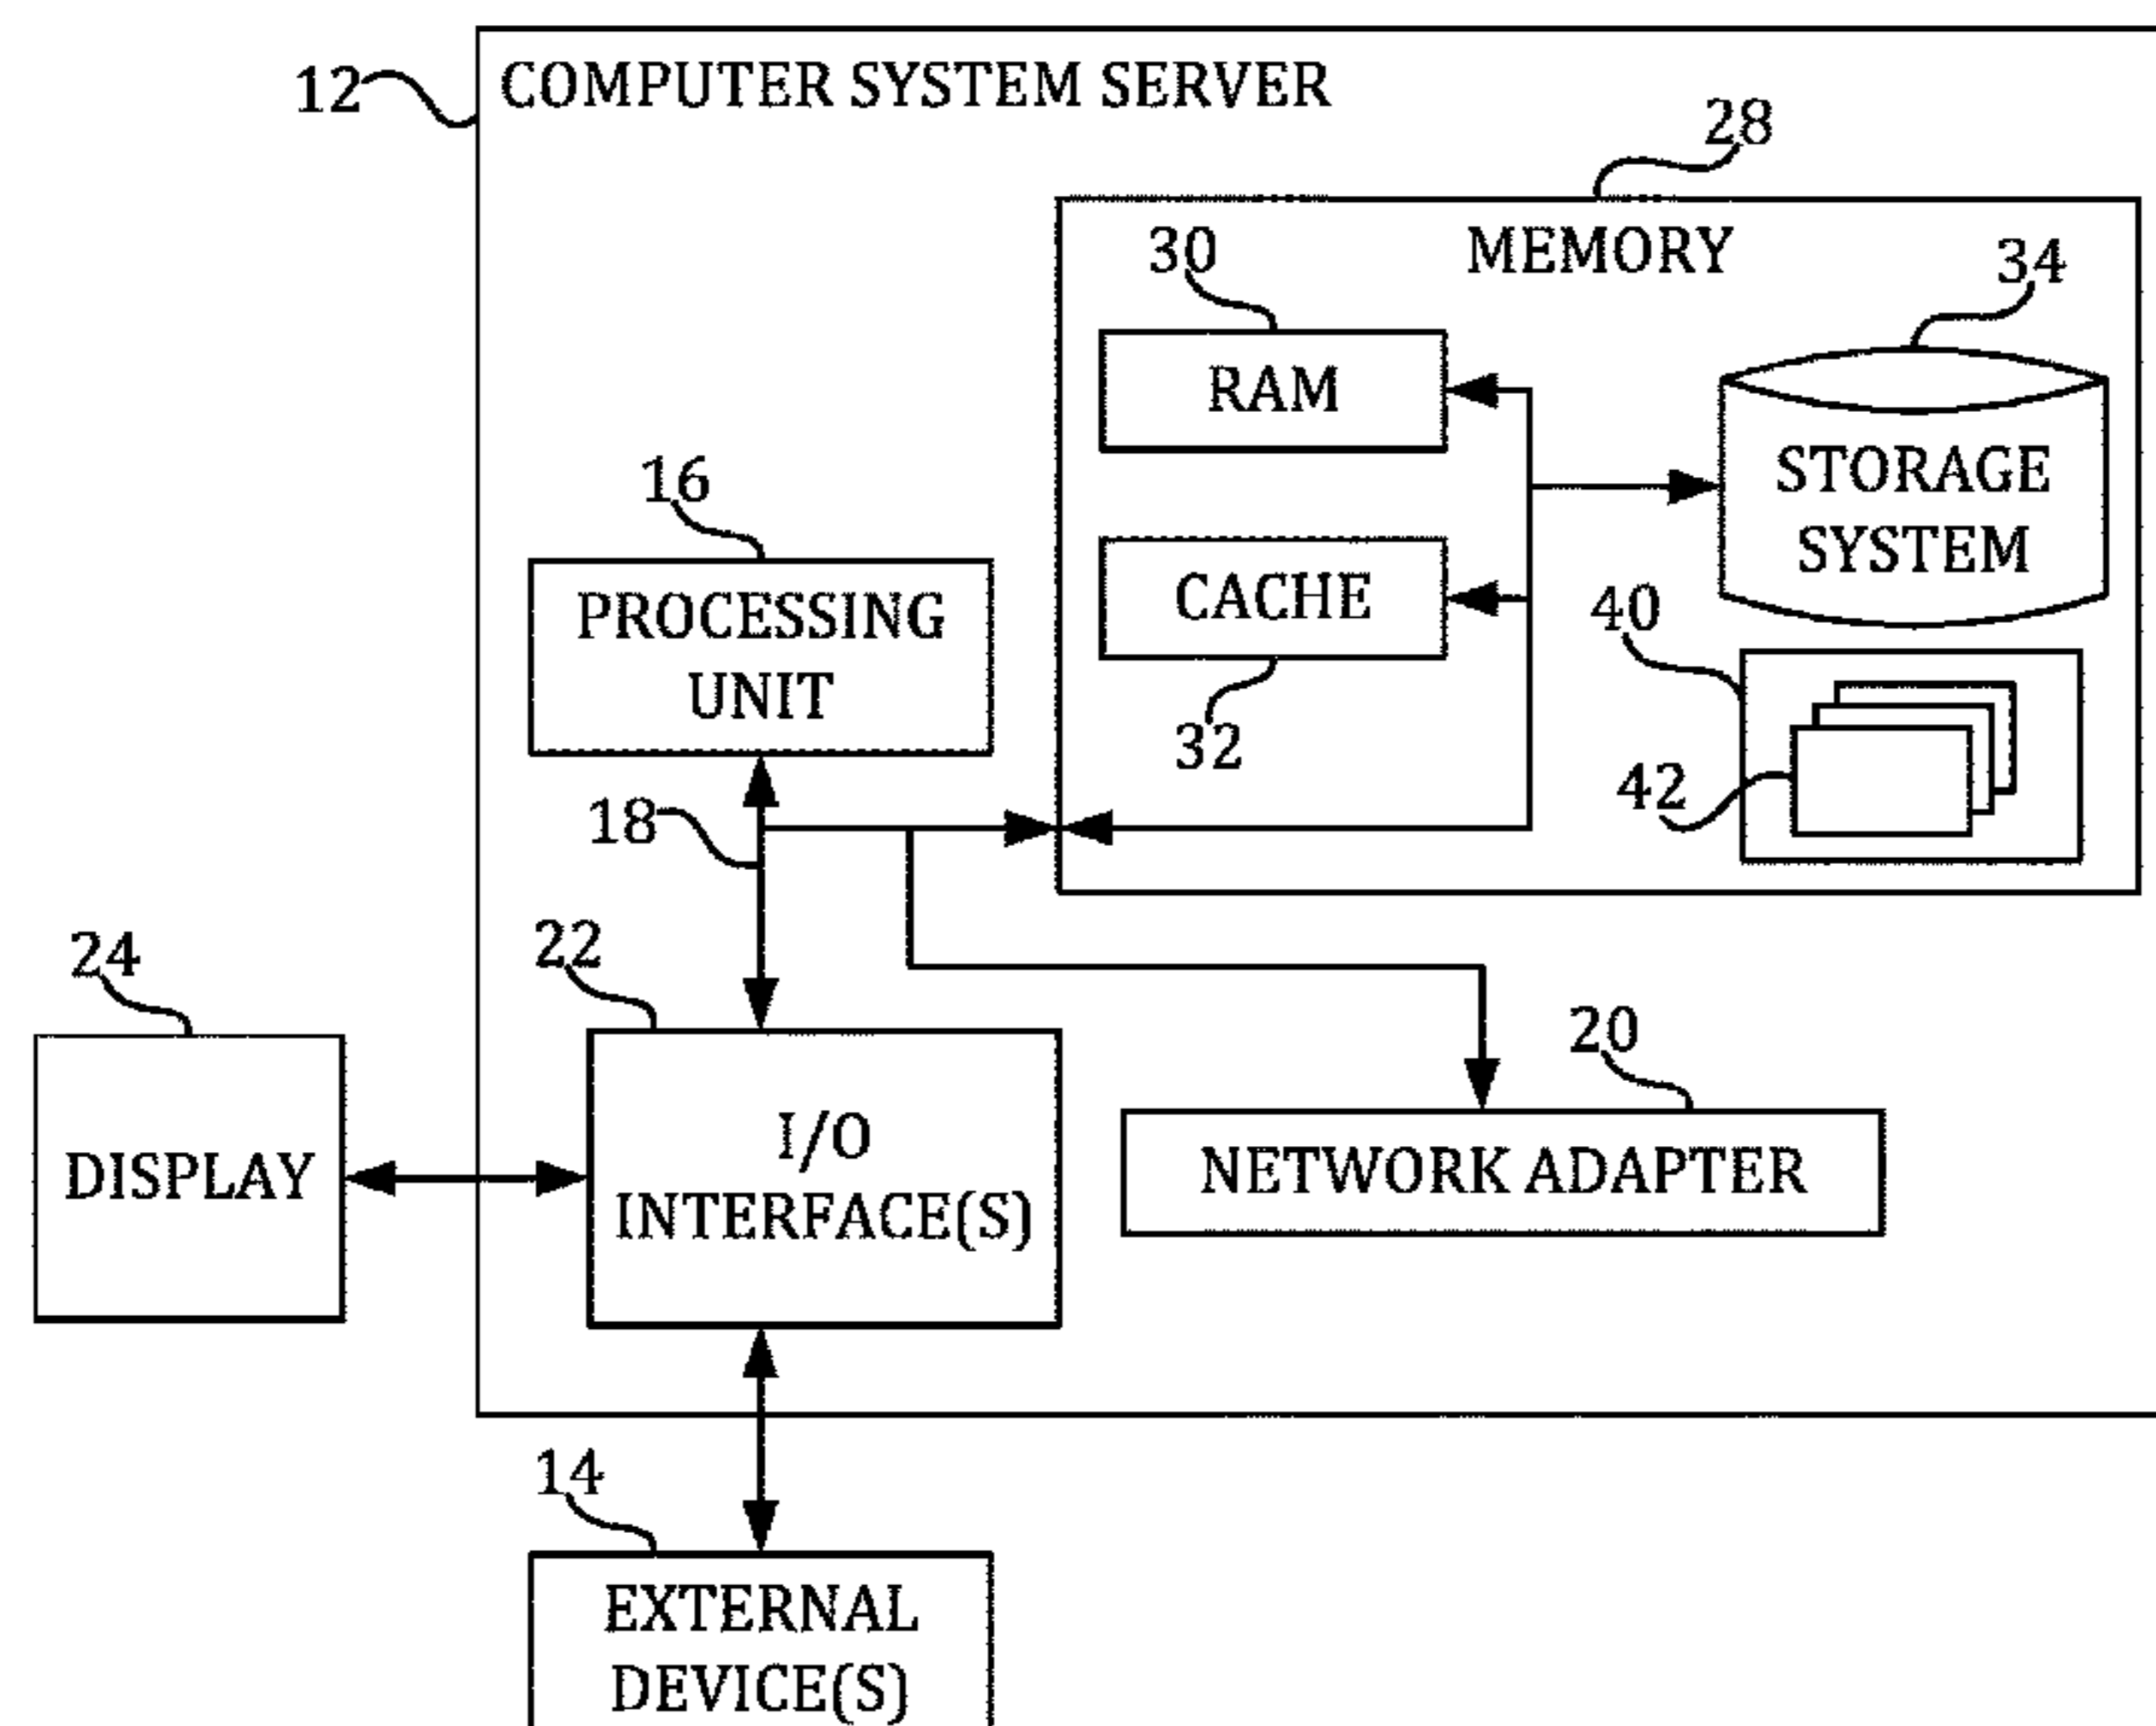 12
COMPUTER SYSTEM SERVER
28
MEMORY
30
34
RAM
STORAGE
SYSTEM
16
PROCESSING
UNIT
CACHE
32
40
42
18
22
24
DISPLAY
I/O
INTERFACE(S)
20
NETWORK ADAPTER
14
EXTERNAL
DEVICE(S)